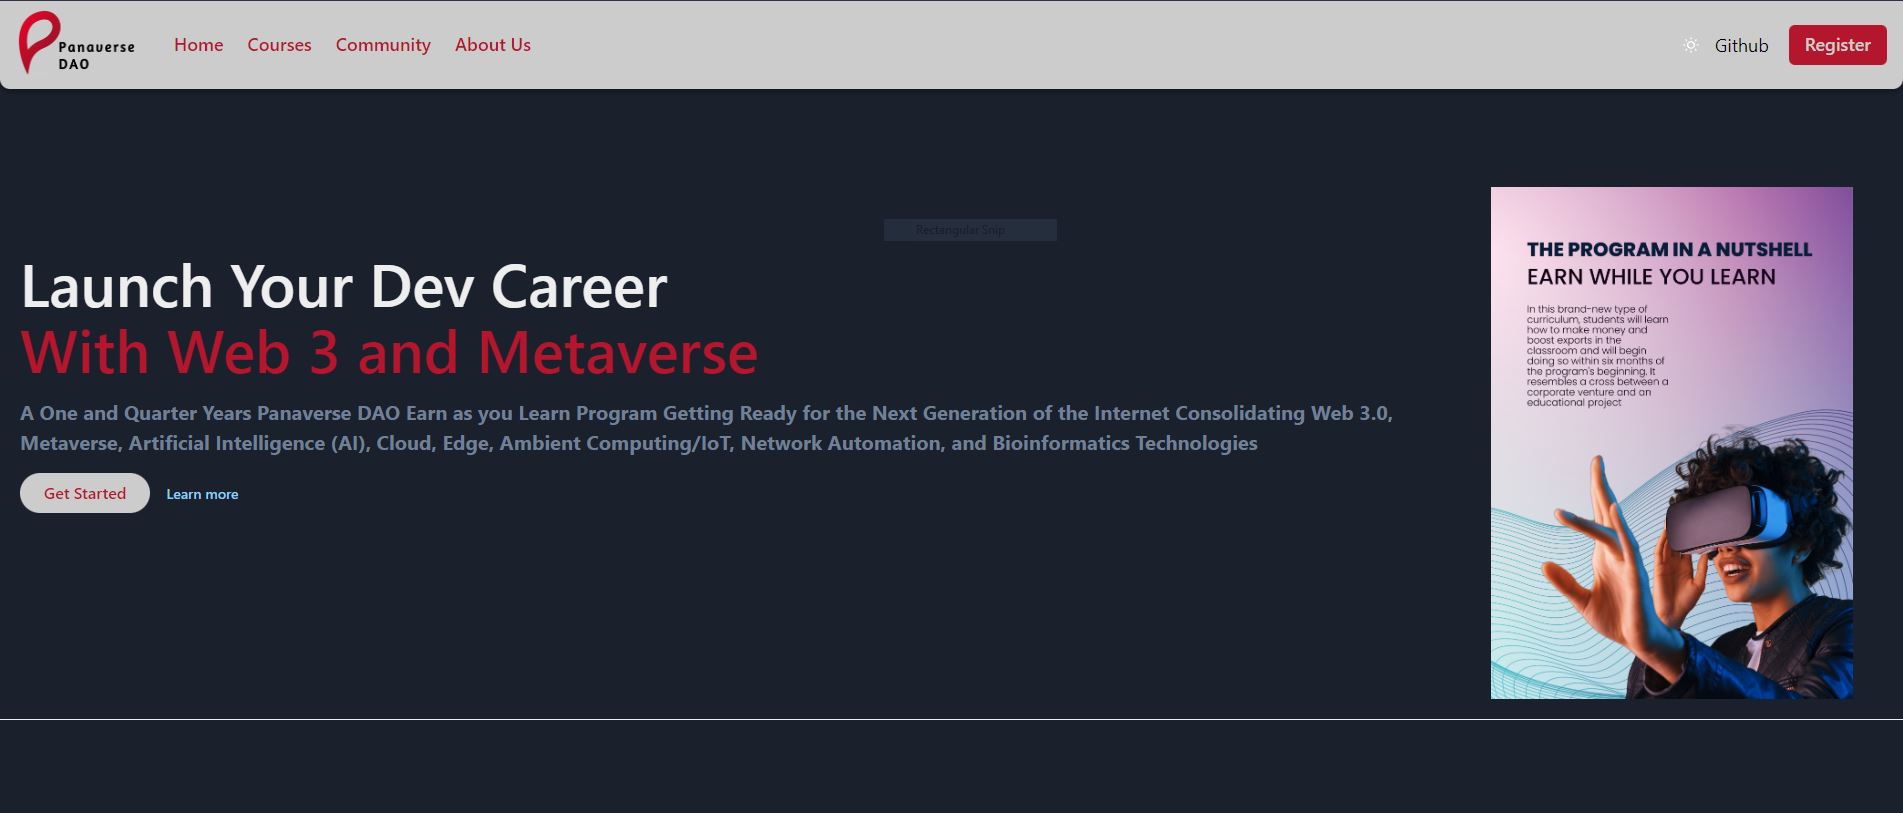 Panaverse
DAO
Home
Courses
Community
About Us
Github
Register
Rectangular Snip
Launch Your Dev Career
With Web 3 and Metaverse
A One and Quarter Years Panaverse DAO Earn as you Learn Program Getting Ready for the Next Generation of the Internet Consolidating Web 3.0,
Metaverse, Artificial Intelligence (AI), Cloud, Edge, Ambient Computing/IoT, Network Automation, and Bioinformatics Technologies
Get Started
Learn more
THE PROGRAM IN A NUTSHELL
EARN WHILE YOU LEARN
In this brand-new type of
curriculum, students will learn
how to make money and
boost exports in the
classroom and will begin
doing so within six months of
the program's beginning. It
resembles a cross between a
corporate venture and an
educational project